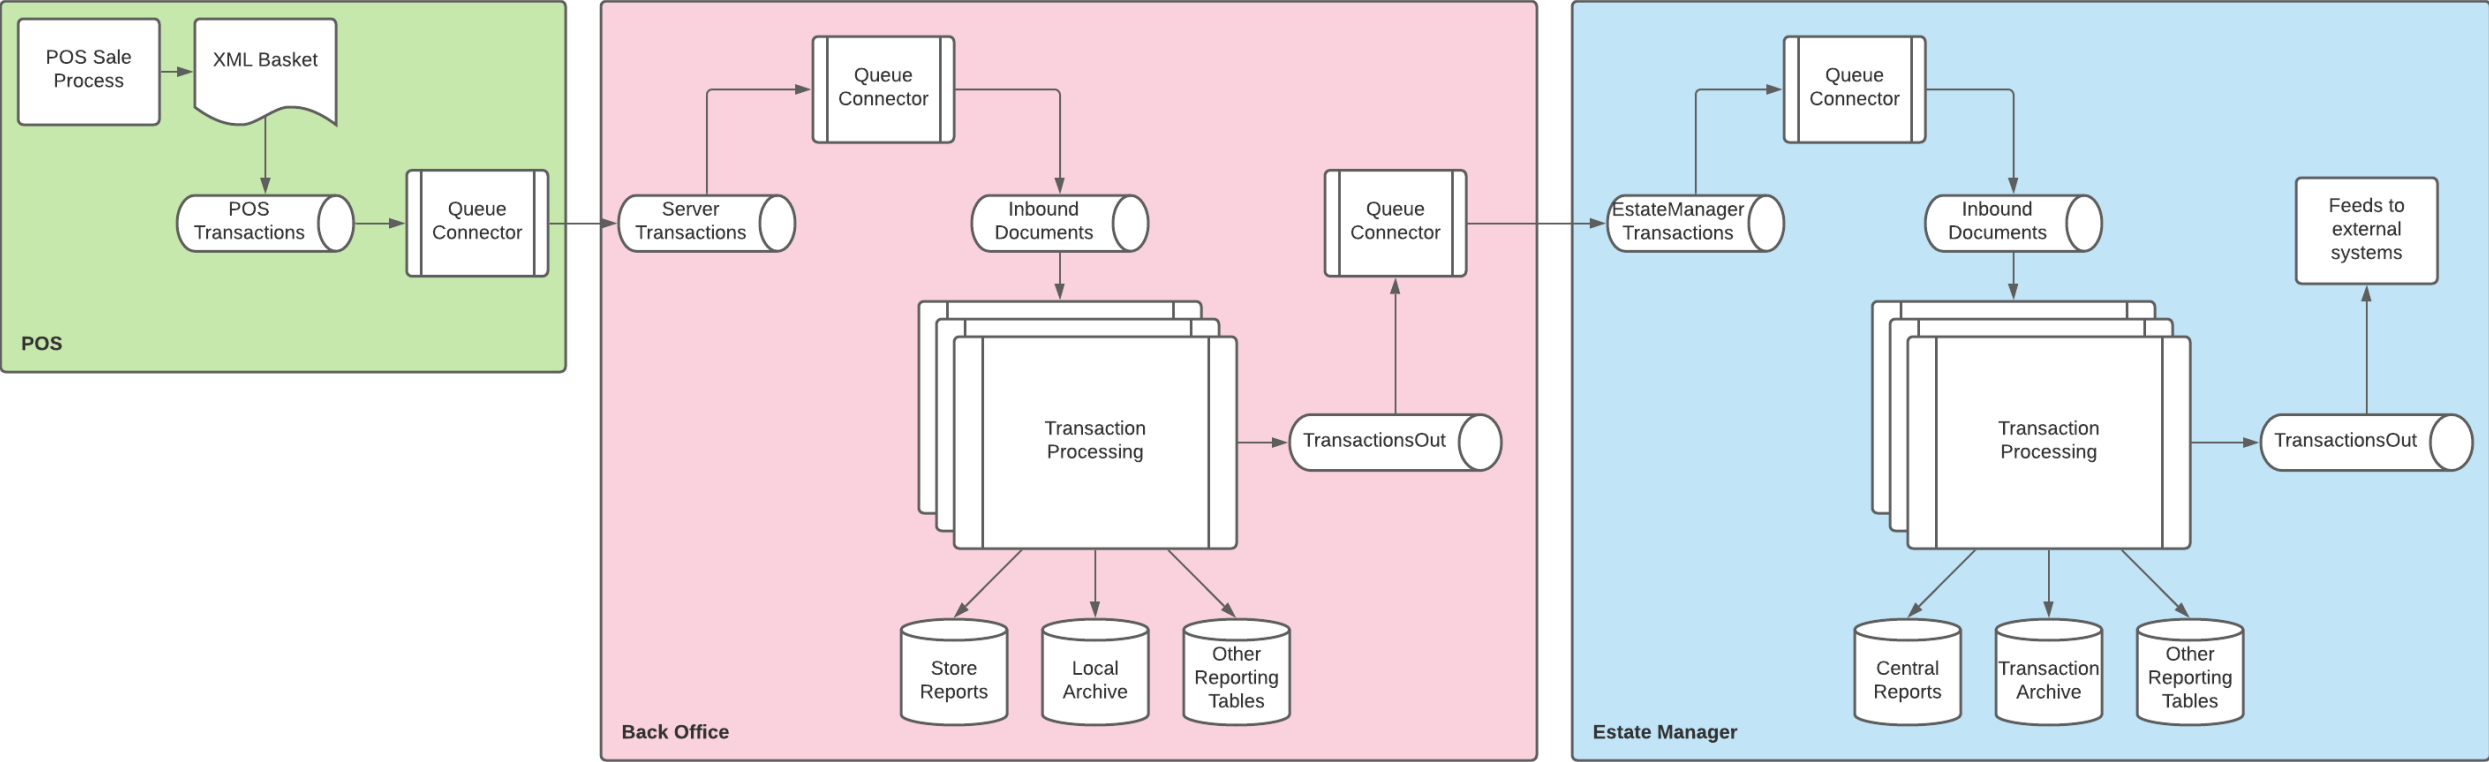 POS Sale
Process
XML Basket
POS
Transactions
Queue
Connector
POS
Server
Transactions
Queue
Connector
Inbound
Documents
Queue
Connector
Transaction
Processing
TransactionsOut
Store
Reports
Local
Archive
Other
Reporting
Tables
Back Office
EstateManager
Transactions
Queue
Connector
Inbound
Documents
Feeds to
external
systems
Transaction
Processing
TransactionsOut
Central
Reports
Transaction
Archive
Other
Reporting
Tables
Estate Manager